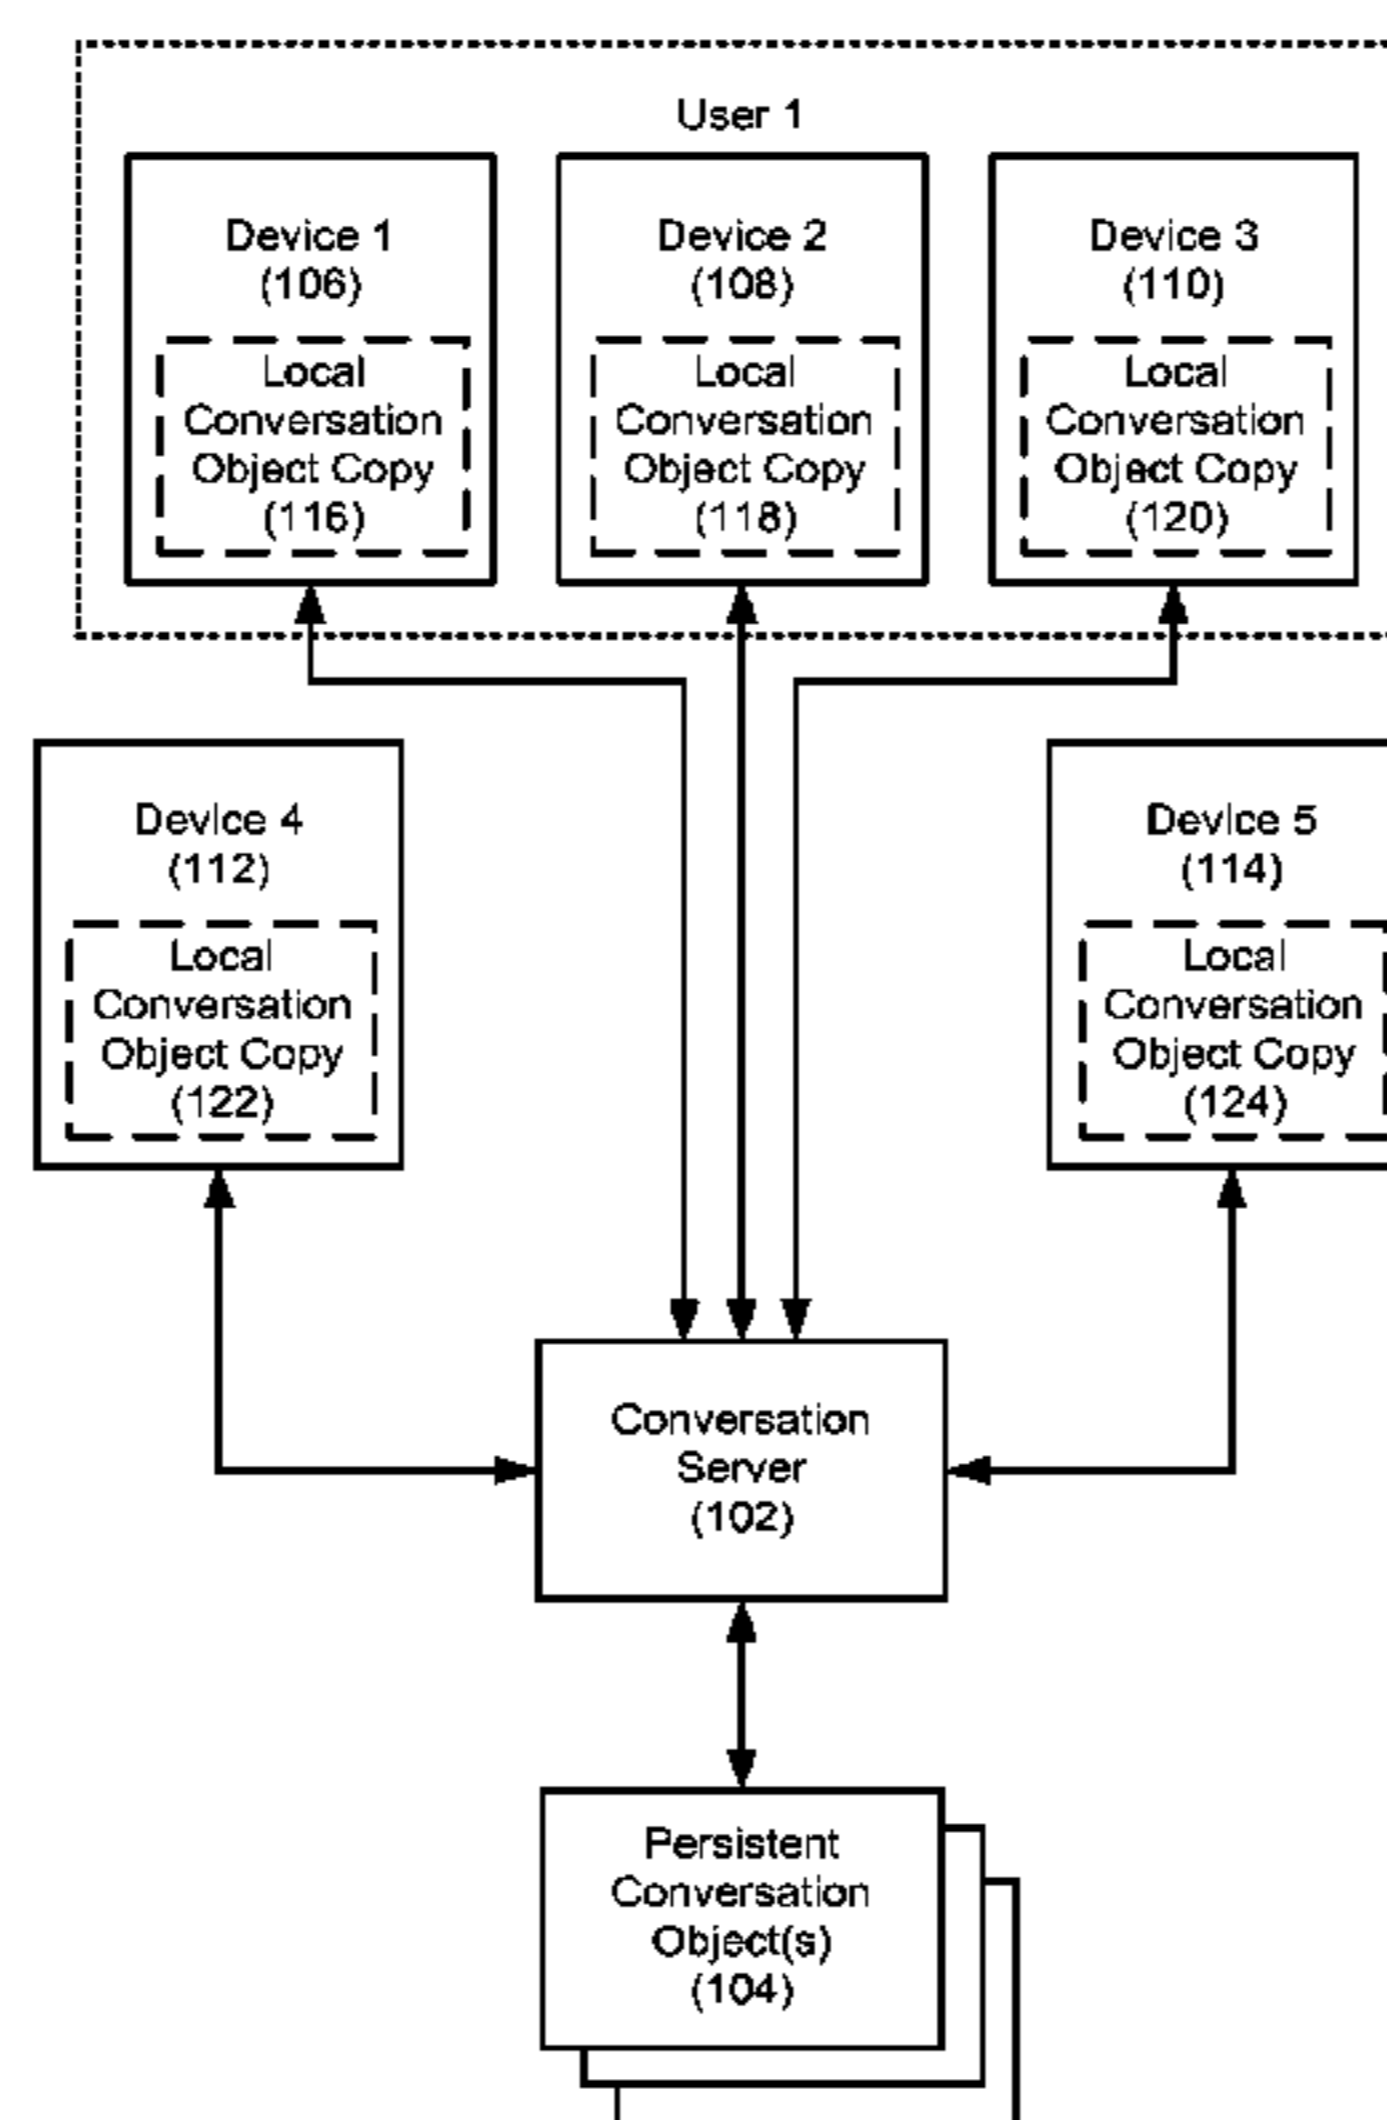 User 1
Device 1
(106)
Local
Conversation
Object Copy
(116)
Device 2
(108)
Local
Conversation
Object Copy
(118)
Device 3
(110)
Local
Conversation
Object Copy
(120)
Device 4
(112)
Local
Conversation
Object Copy
(122)
Device 5
(114)
Local
Conversation
Object Copy
(124)
Conversation
Server
(102)
Persistent
Conversation
Object(s)
(104)